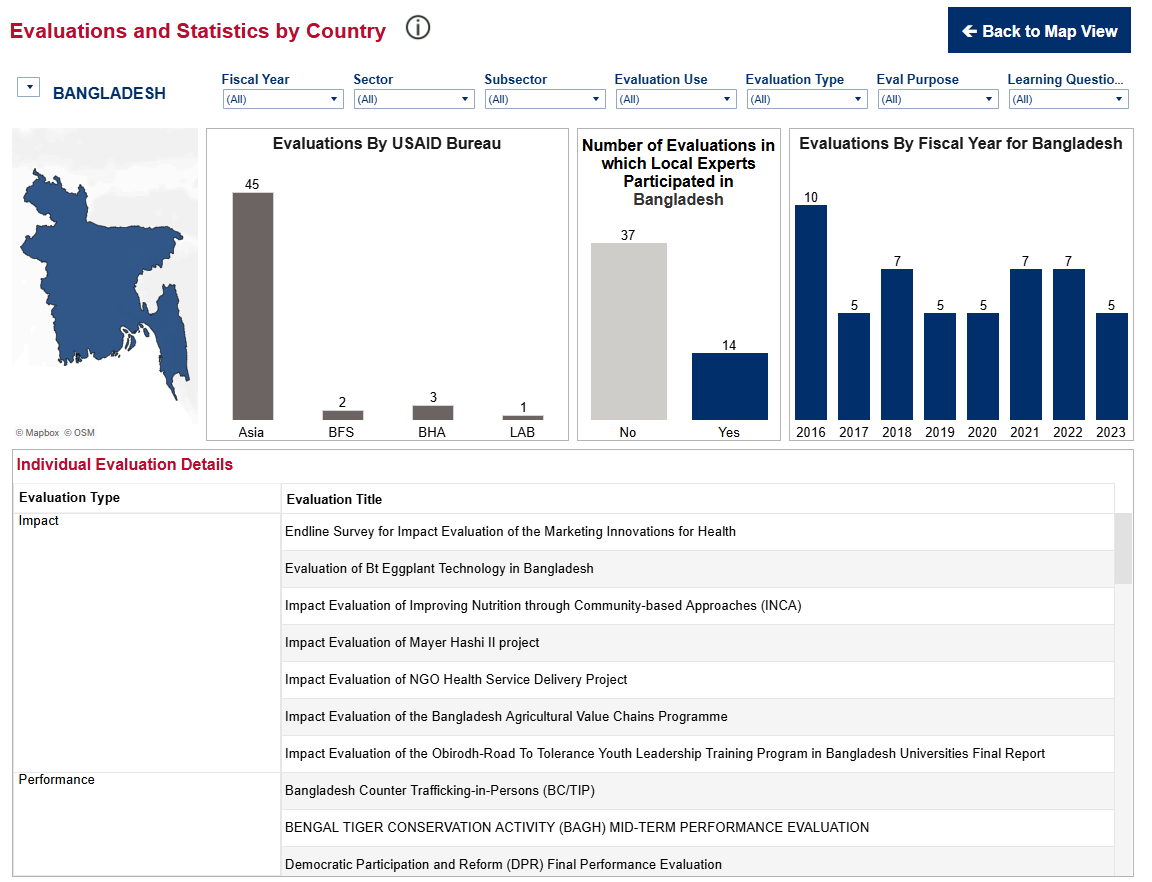 Evaluations and Statistics by Country
Back to Map View
BANGLADESH
Fiscal Year
(All)
Sector
(All)
Subsector
(All)
Evaluation Use
(All)
Evaluation Type
(All)
Eval Purpose
(All)
Learning Questio...
(All)
© Mapbox © OSM
Evaluations By USAID Bureau
45
2
3
1
Asia
BFS
BHA
LAB
Number of Evaluations in
which Local Experts
Participated in
Bangladesh
37
14
No
Yes
Evaluations By Fiscal Year for Bangladesh
10
5
7
5
5
7
7
5
2016
2017
2018
2019
2020
2021
2022
2023
Individual Evaluation Details
Evaluation Type
Evaluation Title
Impact
Endline Survey for Impact Evaluation of the Marketing Innovations for Health
Evaluation of Bt Eggplant Technology in Bangladesh
Impact Evaluation of Improving Nutrition through Community-based Approaches (INCA)
Impact Evaluation of Mayer Hashi II project
Impact Evaluation of NGO Health Service Delivery Project
Impact Evaluation of the Bangladesh Agricultural Value Chains Programme
Impact Evaluation of the Obirodh-Road To Tolerance Youth Leadership Training Program in Bangladesh Universities Final Report
Performance
Bangladesh Counter Trafficking-in-Persons (BC/TIP)
BENGAL TIGER CONSERVATION ACTIVITY (BAGH) MID-TERM PERFORMANCE EVALUATION
Democratic Participation and Reform (DPR) Final Performance Evaluation